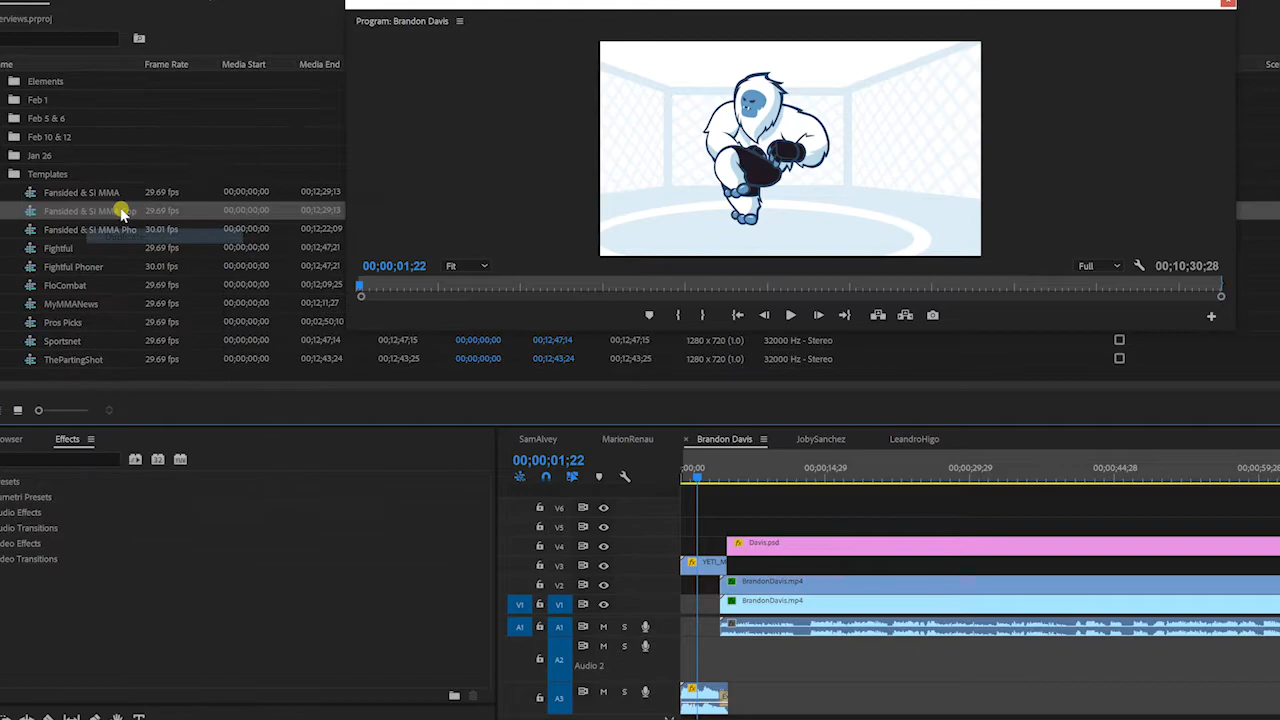 erviews.prproj
Program: Brandon Davis
Frame Rate Media Start Media End
Elements
Feb 1
Feb 5 & 6
Feb 10 & 12
Jan 26
Templates
Fansided & SI MMA 29.69 fps 00;00;00;00 00;12;29;13
Fansided & SI MM 29.69 fps 00;00;00;00 00;12;29;13
Fansided & SI MMA Pho 30.01 fps 00;00;00;00 00;12;22;09
Fightful 29.69 fps 00;00;00;00 00;12;47;21
Fightful Phoner 30.01 fps 00;00;00;00 00;12;47;21
FloCombat 29.69 fps 00;00;00;00 00;12;09;25
MyMMANews 29.69 fps 00;00;00;00 00;12;11;27
Pros Picks 29.69 fps 00;00;00;00 00;02;50;10
Sportsnet 29.69 fps 00;00;00;00 00;12;47;14 00;12;47;15 00;00;00;00 00;12;47;14 00;12;47;15 1280 x 720 (1.0) 32000 Hz - Stereo
ThePartingShot 29.69 fps 00;00;00;00 00;12;43;24 00;12;43;25 00;00;00;00 00;12;43;24 00;12;43;25 1280 x 720 (1.0) 32000 Hz - Stereo
00;00;01;22 Fit Full 00;10;30;28
owser Effects
32
esets
umetri Presets
udio Effects
udio Transitions
ideo Effects
ideo Transitions
SamAlvey MarionRenau Brandon Davis JobySanchez LeandroHigo
00;00;01;22
;00;00 00;00;14;29 00;00;29;29 00;00;44;28 00;00;59;28
V6
V5
V4 fx Davis.psd
V3 fx YETI_M
V2 fx BrandonDavis.mp4
V1 V1 fx BrandonDavis.mp4
A1 A1 M S
A2 M S
Audio 2
A3 M S fx